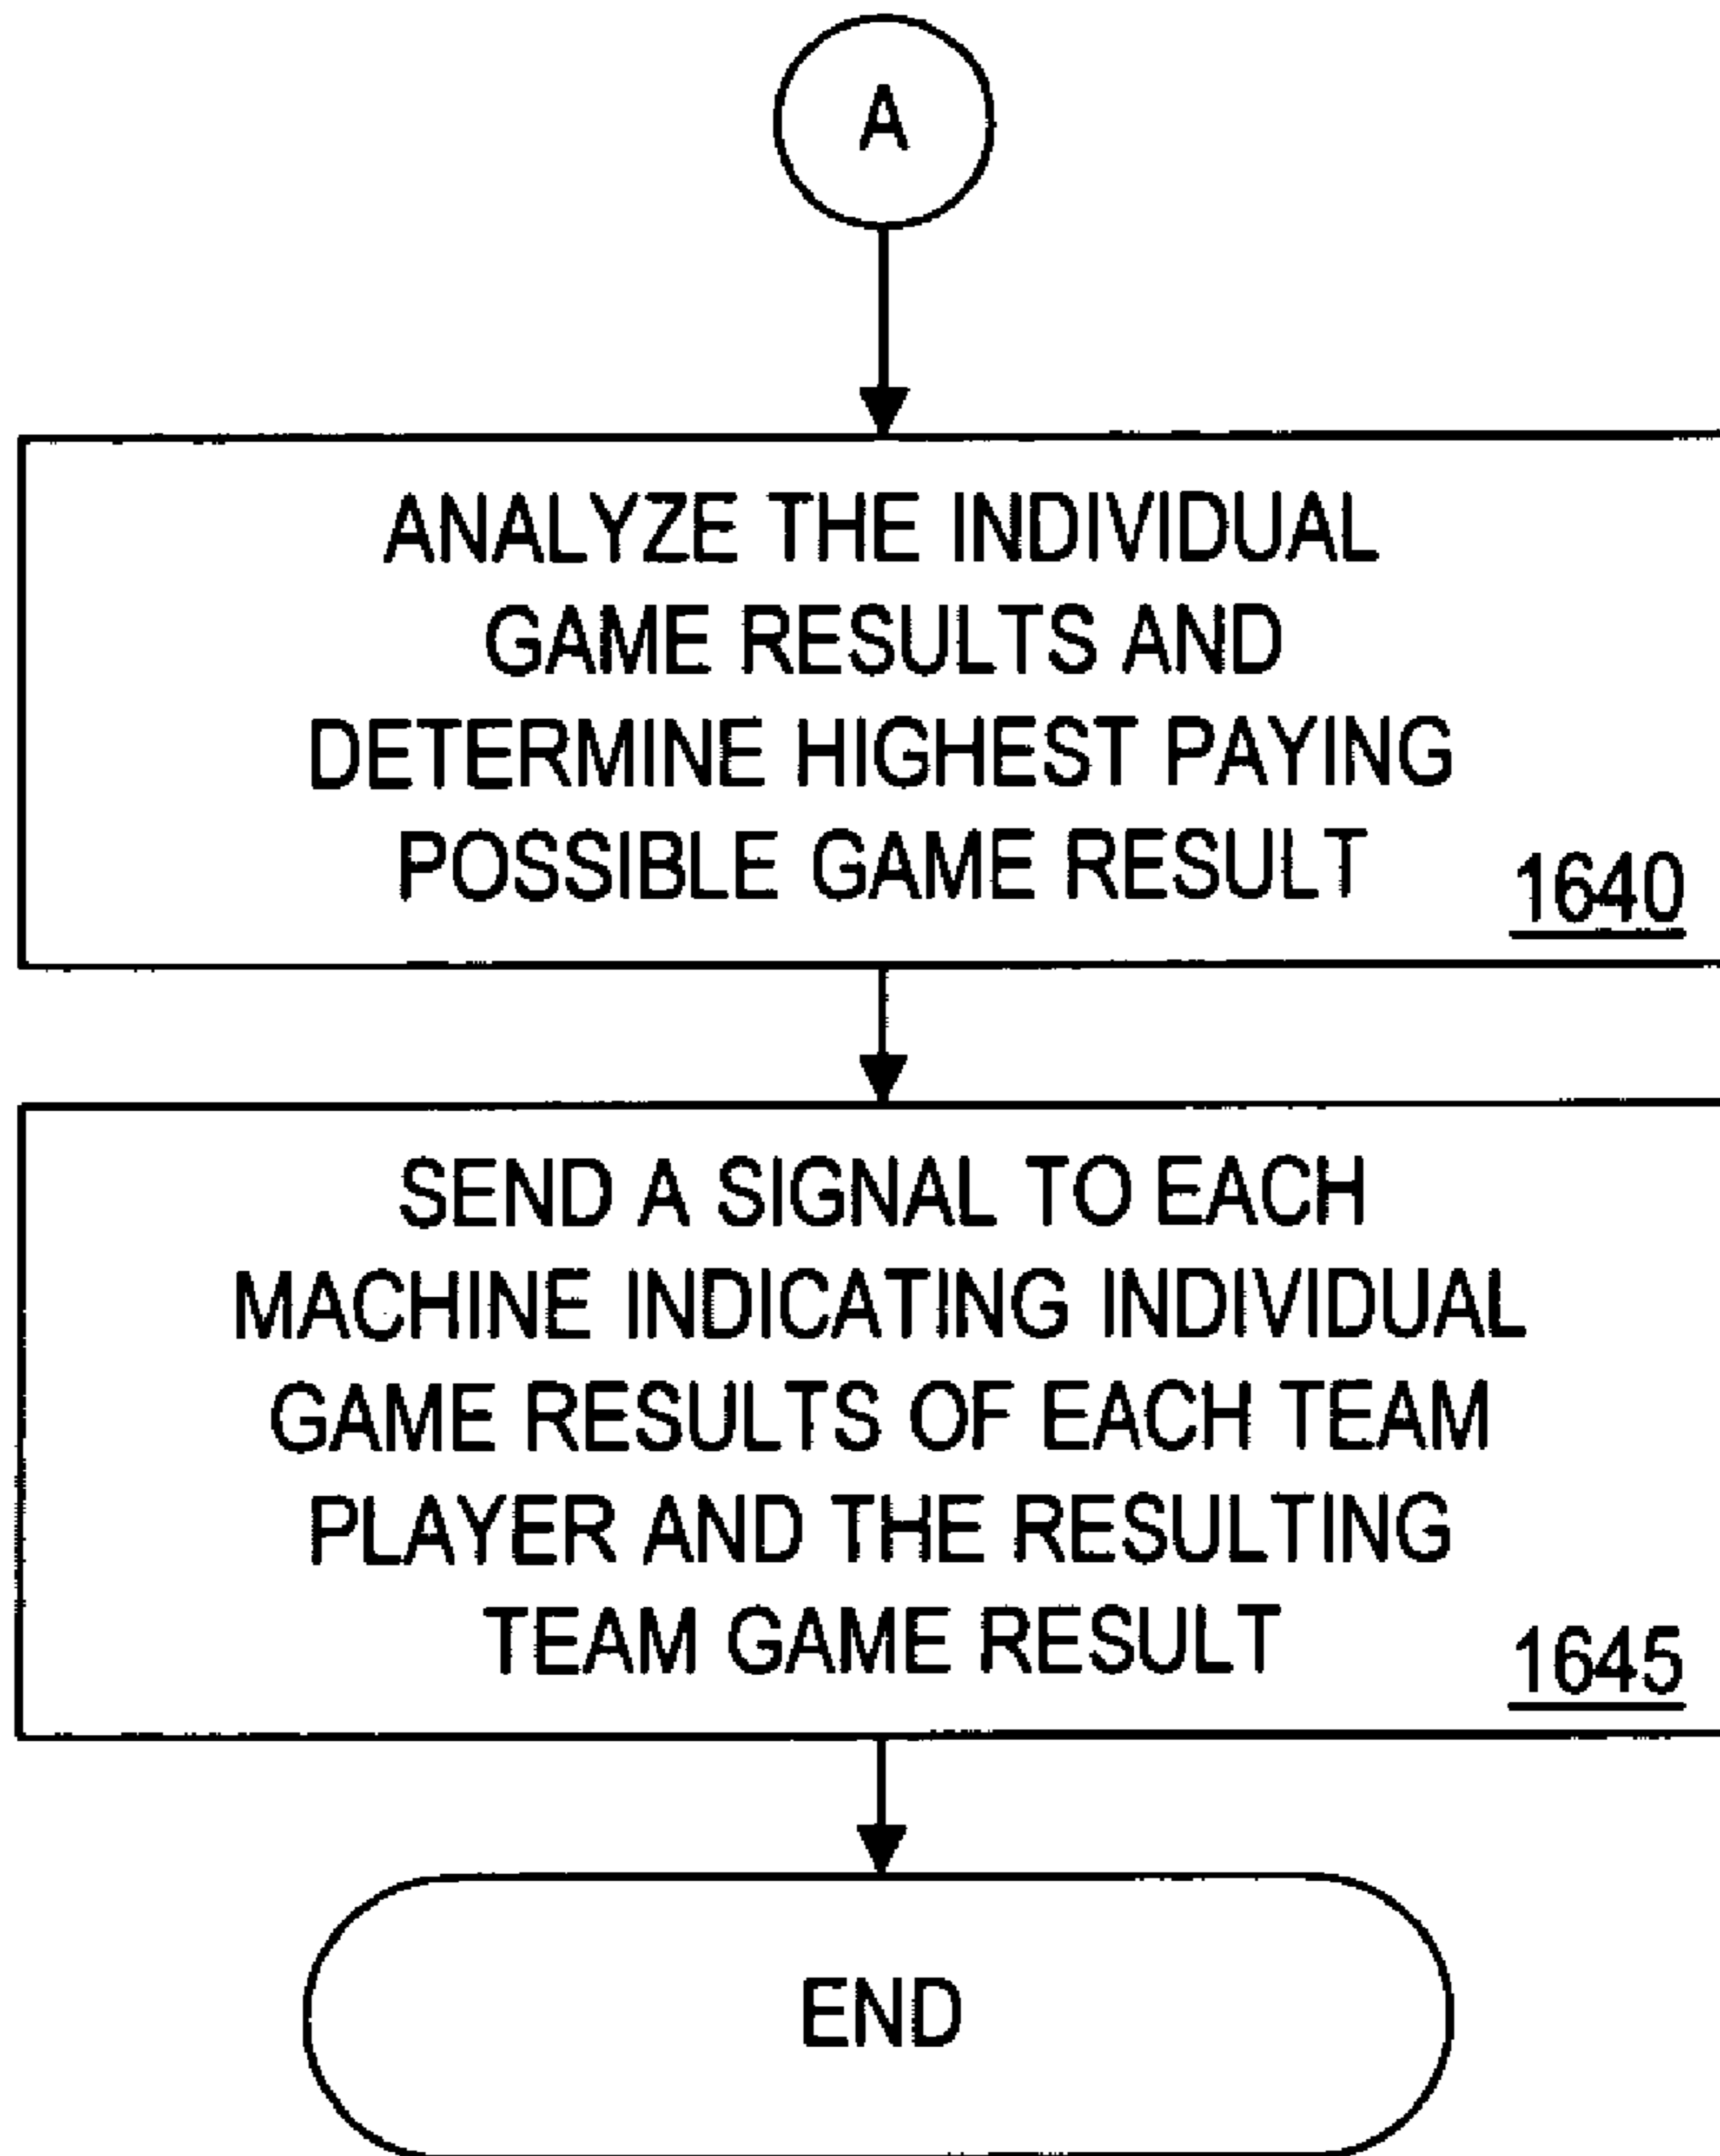 A
ANALYZE THE INDIVIDUAL
GAME RESULTS AND
DETERMINE HIGHEST PAYING
POSSIBLE GAME RESULT
1640
SEND A SIGNAL TO EACH
MACHINE INDICATING INDIVIDUAL
GAME RESULTS OF EACH TEAM
PLAYER AND THE RESULTING
TEAM GAME RESULT
1645
END